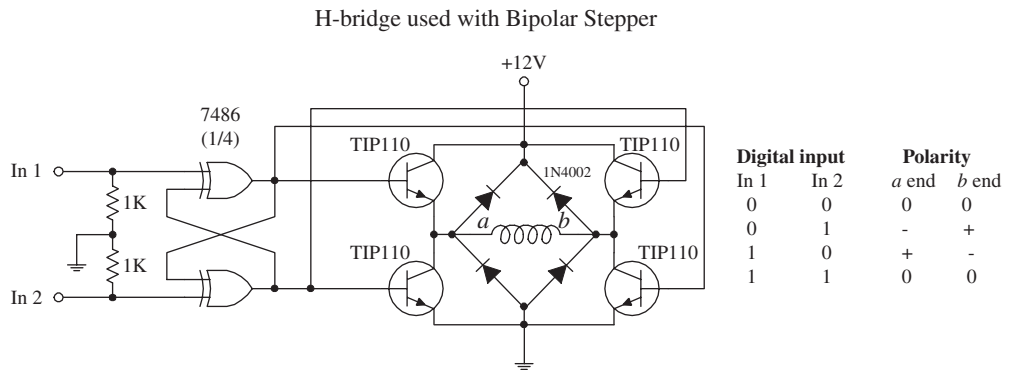 H-bridge used with Bipolar Stepper
+12V
7486
(1/4)
TIP110
TIP110
In 1
1N4002
1K
a
b
1K
TIP110
TIP110
In 2
Digital input Polarity
In 1 In 2 a end b end
0 0 0 0
0 1 - +
1 0 + -
1 1 0 0